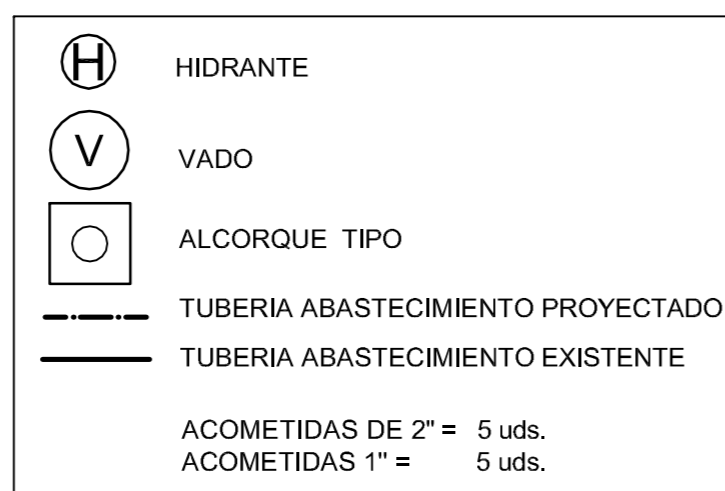 H HIDRANTE
V VADO
ALCORQUE TIPO
TUBERIA ABASTECIMIENTO PROYECTADO
TUBERIA ABASTECIMIENTO EXISTENTE
ACOMETIDAS DE 2" = 5 uds.
ACOMETIDAS 1" = 5 uds.